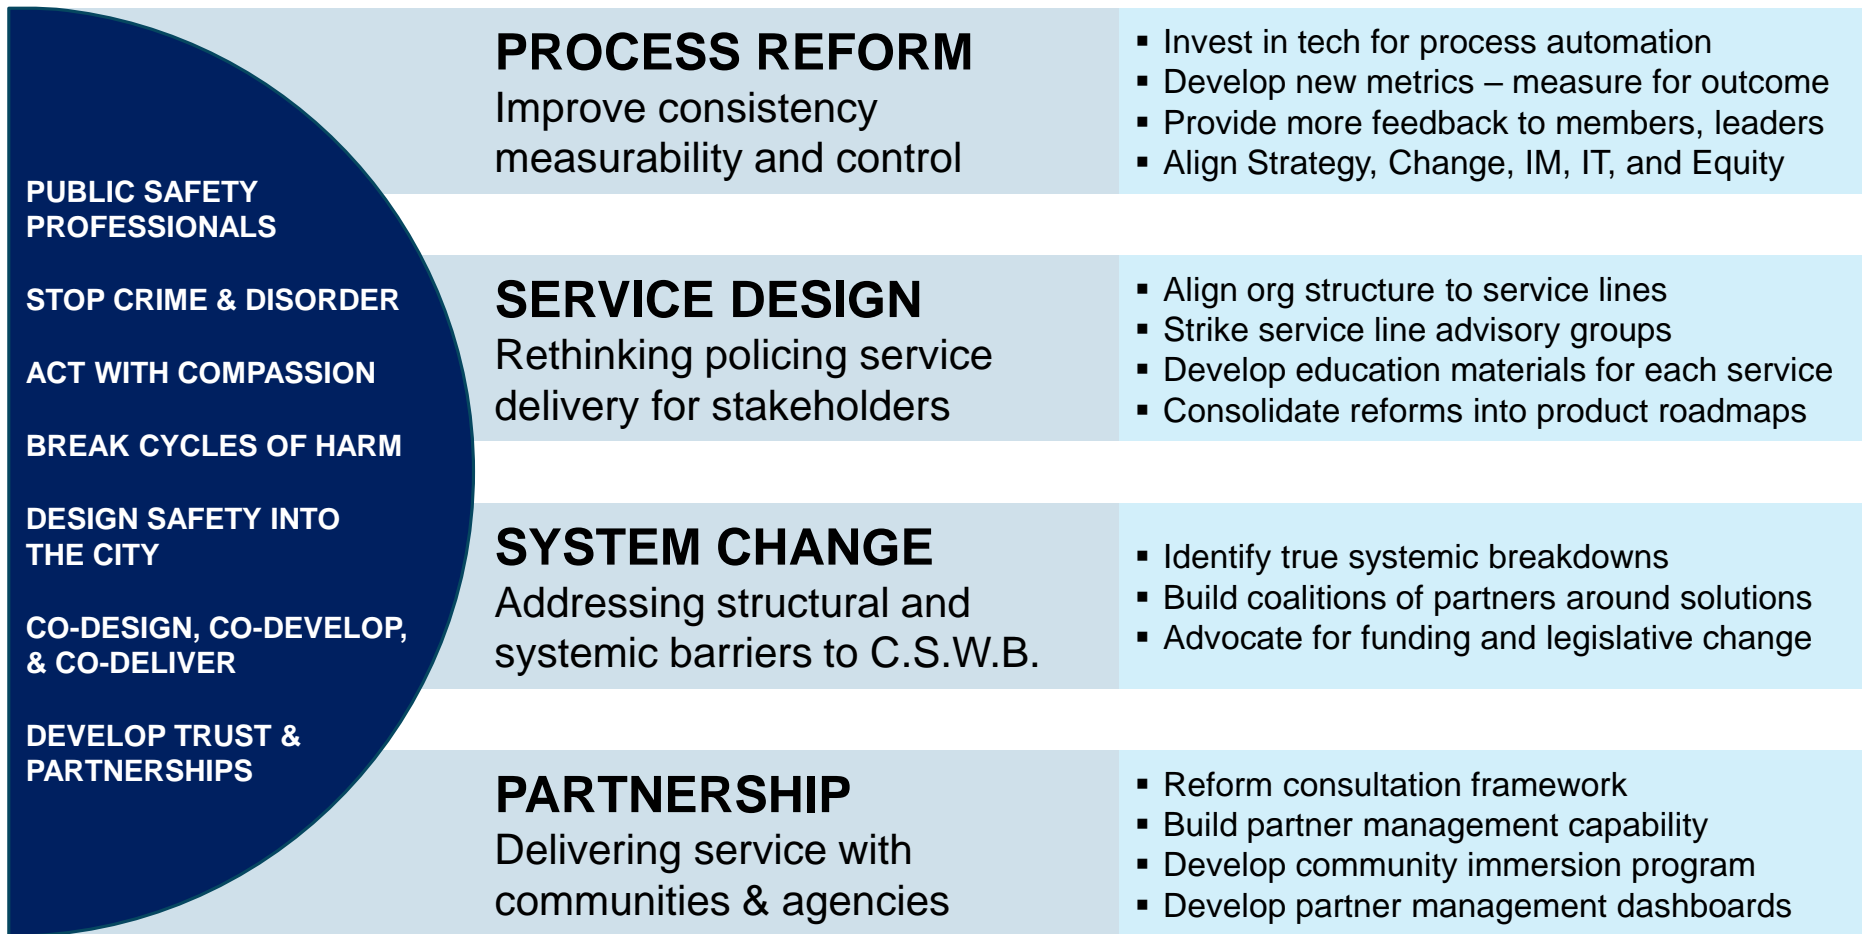 PUBLIC SAFETY
PROFESSIONALS
STOP CRIME & DISORDER
ACT WITH COMPASSION
BREAK CYCLES OF HARM
DESIGN SAFETY INTO
THE CITY
CO-DESIGN, CO-DEVELOP,
& CO-DELIVER
DEVELOP TRUST &
PARTNERSHIPS
PROCESS REFORM
Improve consistency
measurability and control
▪ Invest in tech for process automation
▪ Develop new metrics – measure for outcome
▪ Provide more feedback to members, leaders
▪ Align Strategy, Change, IM, IT, and Equity
SERVICE DESIGN
Rethinking policing service
delivery for stakeholders
▪ Align org structure to service lines
▪ Strike service line advisory groups
▪ Develop education materials for each service
▪ Consolidate reforms into product roadmaps
SYSTEM CHANGE
Addressing structural and
systemic barriers to C.S.W.B.
▪ Identify true systemic breakdowns
▪ Build coalitions of partners around solutions
▪ Advocate for funding and legislative change
PARTNERSHIP
Delivering service with
communities & agencies
▪ Reform consultation framework
▪ Build partner management capability
▪ Develop community immersion program
▪ Develop partner management dashboards